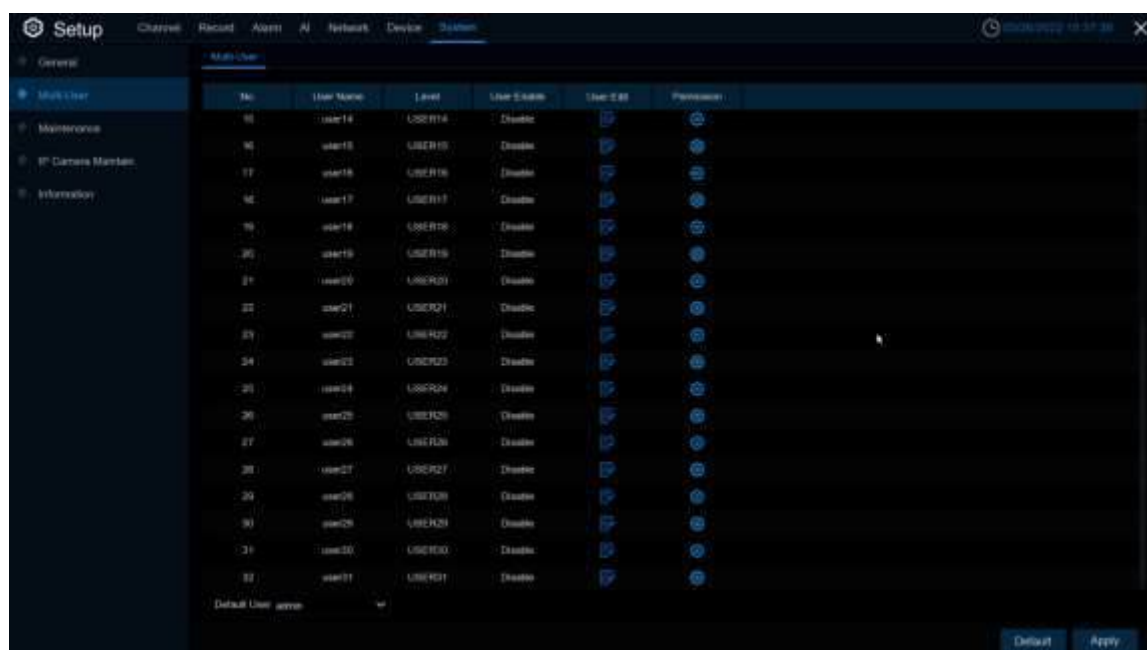 Setup Channel Record Alarm AI Network Device System
General
Multi-User
Maintenance
IP Camera Maintain
Information
Multi-User
No. User Name Level User Enable User Edit Permission
15 user14 USER14 Disable
16 user15 USER15 Disable
17 user16 USER16 Disable
18 user17 USER17 Disable
19 user18 USER18 Disable
20 user19 USER19 Disable
21 user20 USER20 Disable
22 user21 USER21 Disable
23 user22 USER22 Disable
24 user23 USER23 Disable
25 user24 USER24 Disable
26 user25 USER25 Disable
27 user26 USER26 Disable
28 user27 USER27 Disable
29 user28 USER28 Disable
30 user29 USER29 Disable
31 user30 USER30 Disable
32 user31 USER31 Disable
Default User admin
Default Apply